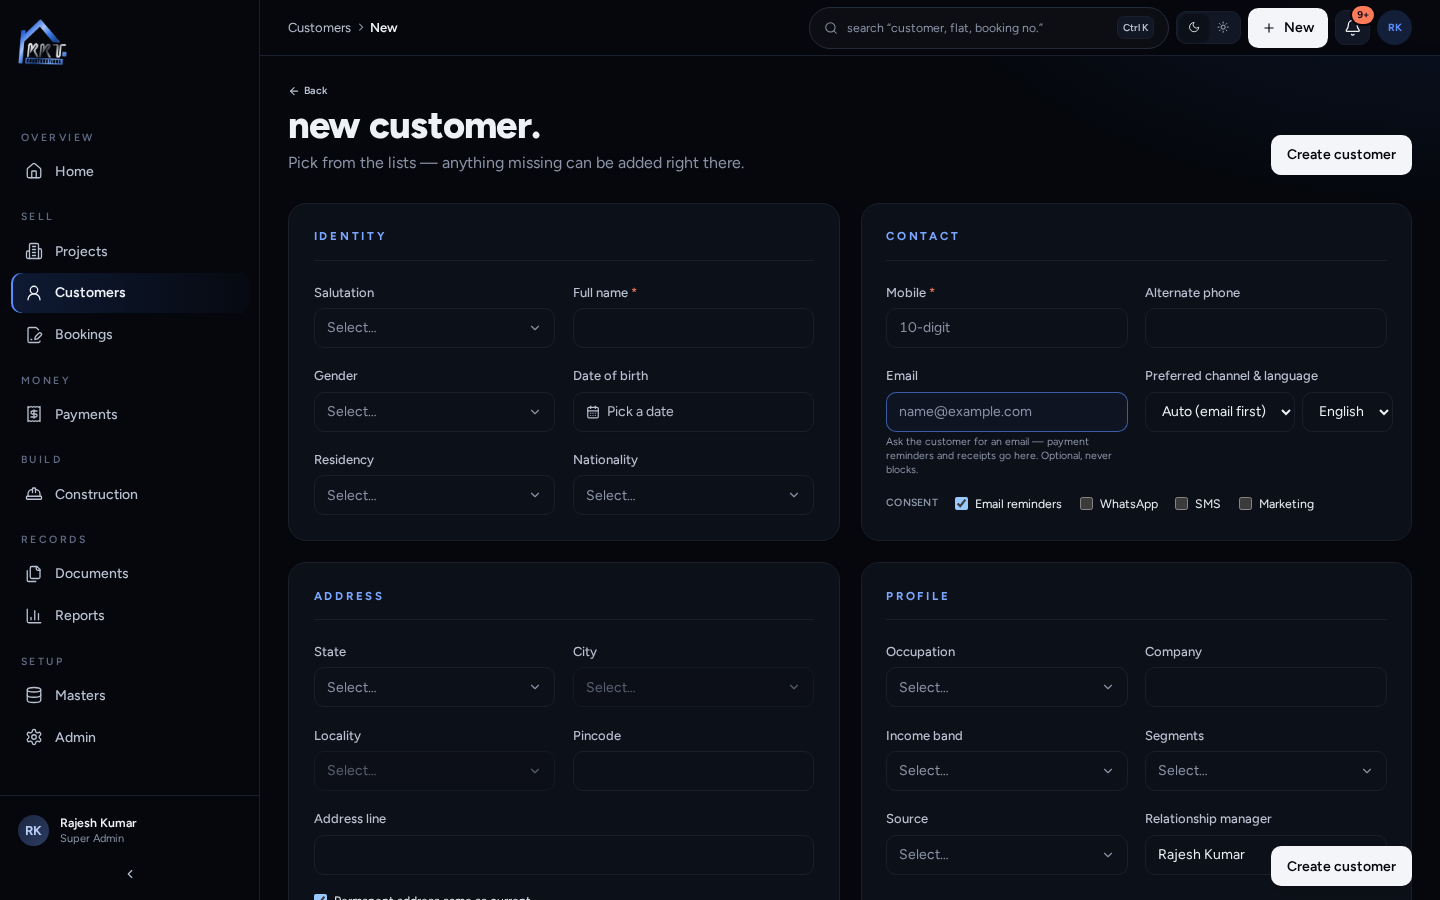 Customers > New
search “customer, flat, booking no.”
Ctrl K
New
9+
RK
OVERVIEW
Home
SELL
Projects
Customers
Bookings
MONEY
Payments
BUILD
Construction
RECORDS
Documents
Reports
SETUP
Masters
Admin
RK
Rajesh Kumar
Super Admin
Back
new customer.
Pick from the lists — anything missing can be added right there.
Create customer
IDENTITY
Salutation
Full name *
Select...
Gender
Date of birth
Select...
Pick a date
Residency
Nationality
Select...
Select...
CONTACT
Mobile *
Alternate phone
10-digit
Email
Preferred channel & language
name@example.com
Auto (email first)
English
Ask the customer for an email — payment
reminders and receipts go here. Optional, never
blocks.
CONSENT
Email reminders
WhatsApp
SMS
Marketing
ADDRESS
State
City
Select...
Select...
Locality
Pincode
Select...
Address line
Permanent address same as current
PROFILE
Occupation
Company
Select...
Income band
Segments
Select...
Select...
Source
Relationship manager
Select...
Rajesh Kumar
Create customer